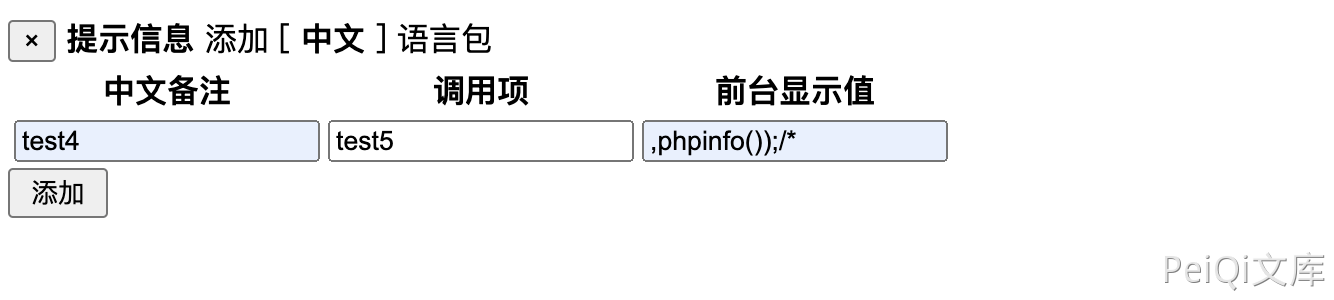 × 提示信息 添加 [ 中文 ] 语言包
中文备注 调用项 前台显示值
test4 test5 ,phpinfo());/*
添加
PeiQi文库